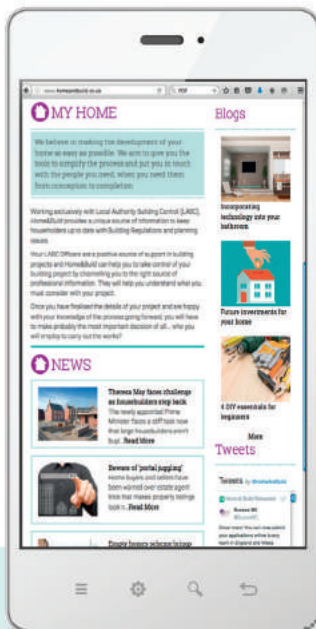 www.homeandbuild.co.uk
PDF
MY HOME
We believe in making the development of your
home as easy as possible. We aim to give you the
tools to simplify the process and put you in touch
with the people you need, when you need them
from conception to completion
Working exclusively with Local Authority Building Control (LABC),
Home&Build provides a unique source of information to keep
householders up to date with Building Regulations and planning
issues.
Your LABC Officers are a positive source of support in building
projects and Home&Build can help you to take control of your
building project by channelling you to the right source of
professional information. They will help you understand what you
must consider with your project.
Once you have finalised the details of your project and are happy
with your knowledge of the process going forward, you will have
to make probably the most important decision of all... who you
will employ to carry out the works?
NEWS
Theresa May faces challenge
as householders step back
The newly appointed Prime
Minister faces a stiff task now
that large householders aren't
Read More
Beware of 'portal juggling'
Home buyers and sellers have
been warned over estate agent
trick that makes property listings
look n.. Read More
Empty homes scheme brings
Blogs
Incorporating
technology into your
bathroom
Future investments for
your home
4 DIY essentials for
beginners
More
Tweets
Tweets by